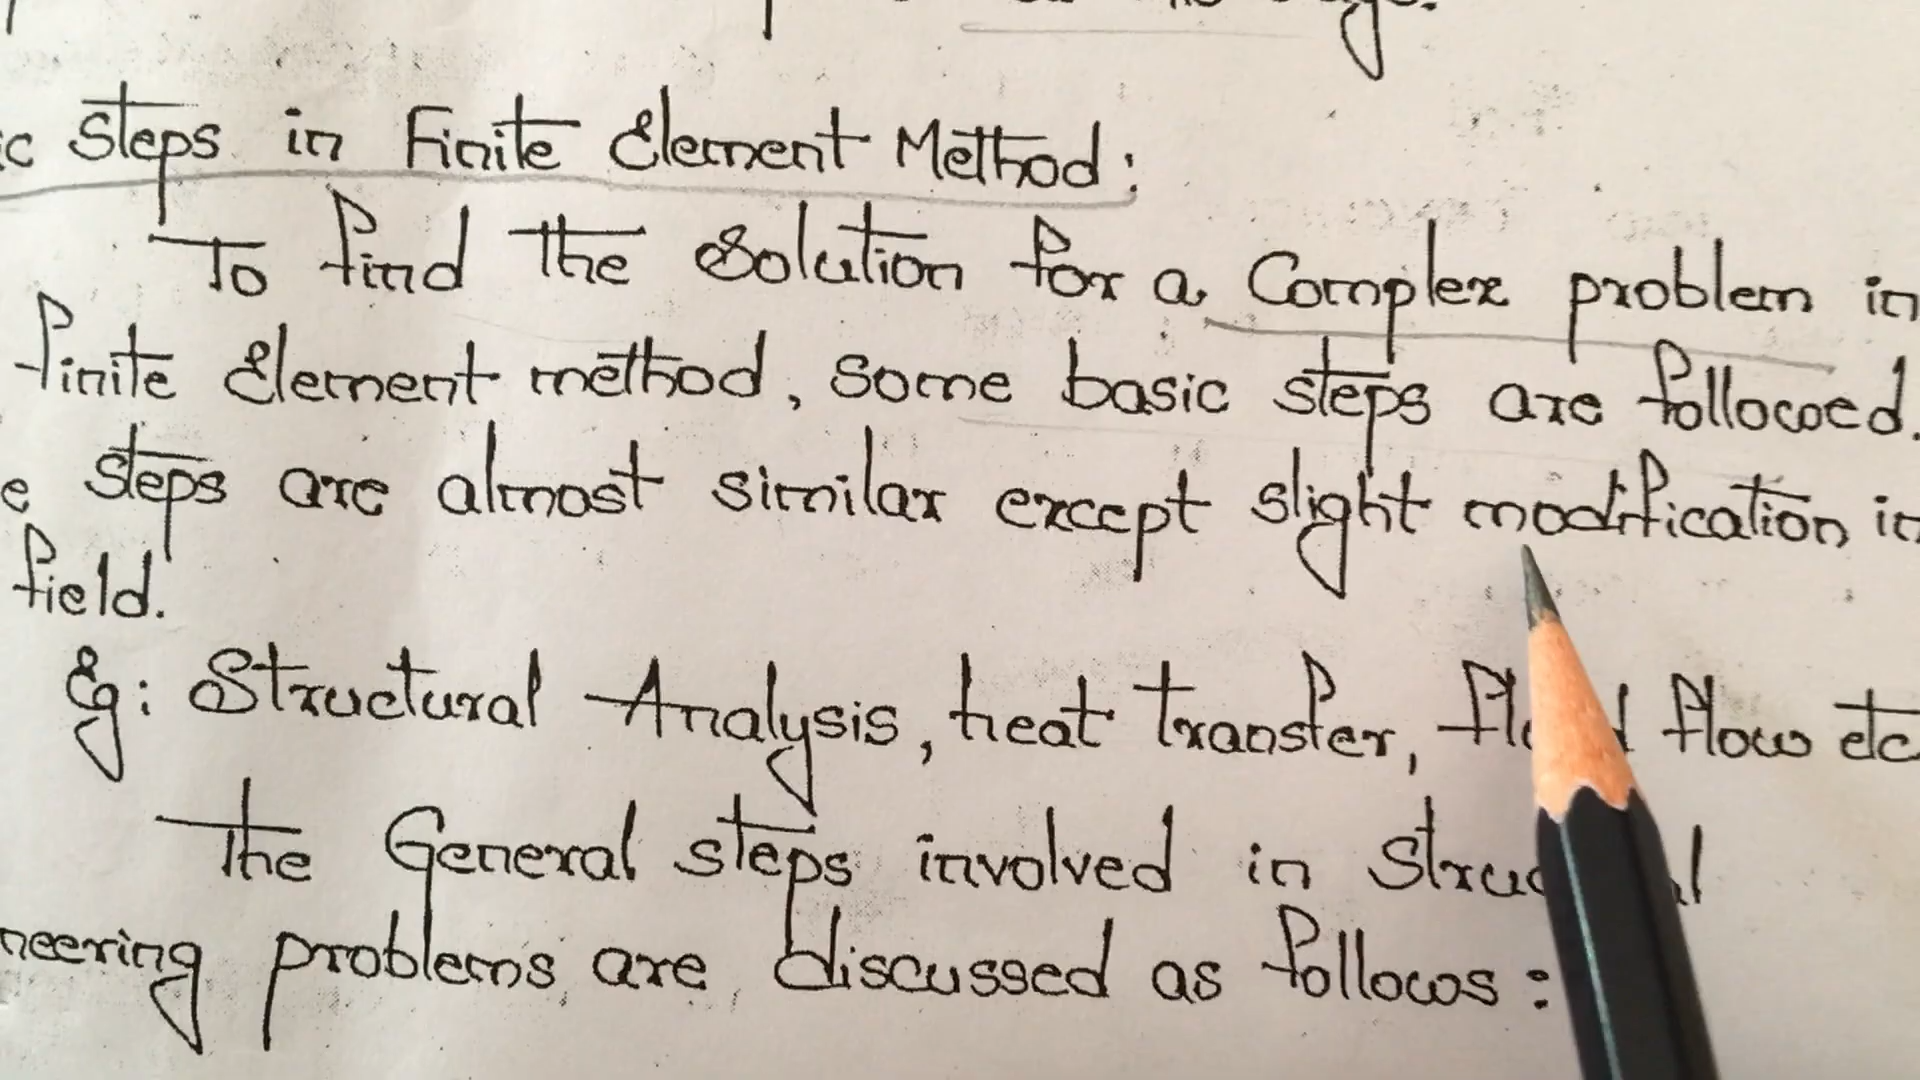 c Steps in Finite Element Method:
To find the Solution for a Complex problem in
finite Element method, some basic steps are followed.
e steps are almost similar except slight modification in
field.
Eg: Structural Analysis, heat transfer, flow etc
The General steps involved in
neering problems are discussed as follows: